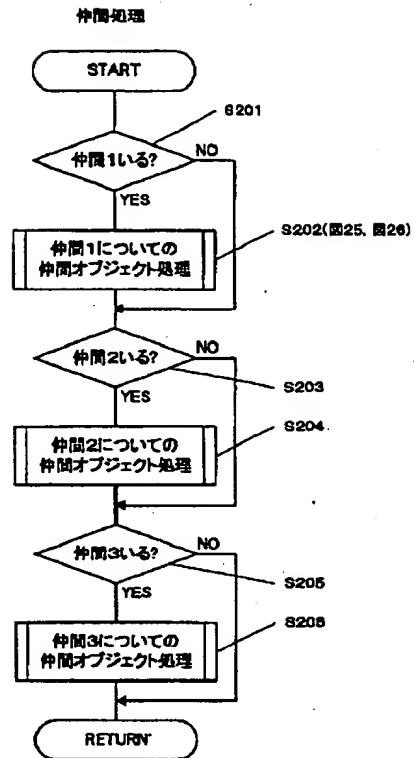 仲間処理
START
S201
仲間1いる?
NO
YES
仲間1についての
仲間オブジェクト処理
S202(図25、図26)
仲間2いる?
NO
YES
S203
仲間2についての
仲間オブジェクト処理
S204
仲間3いる?
NO
YES
S205
仲間3についての
仲間オブジェクト処理
S206
RETURN